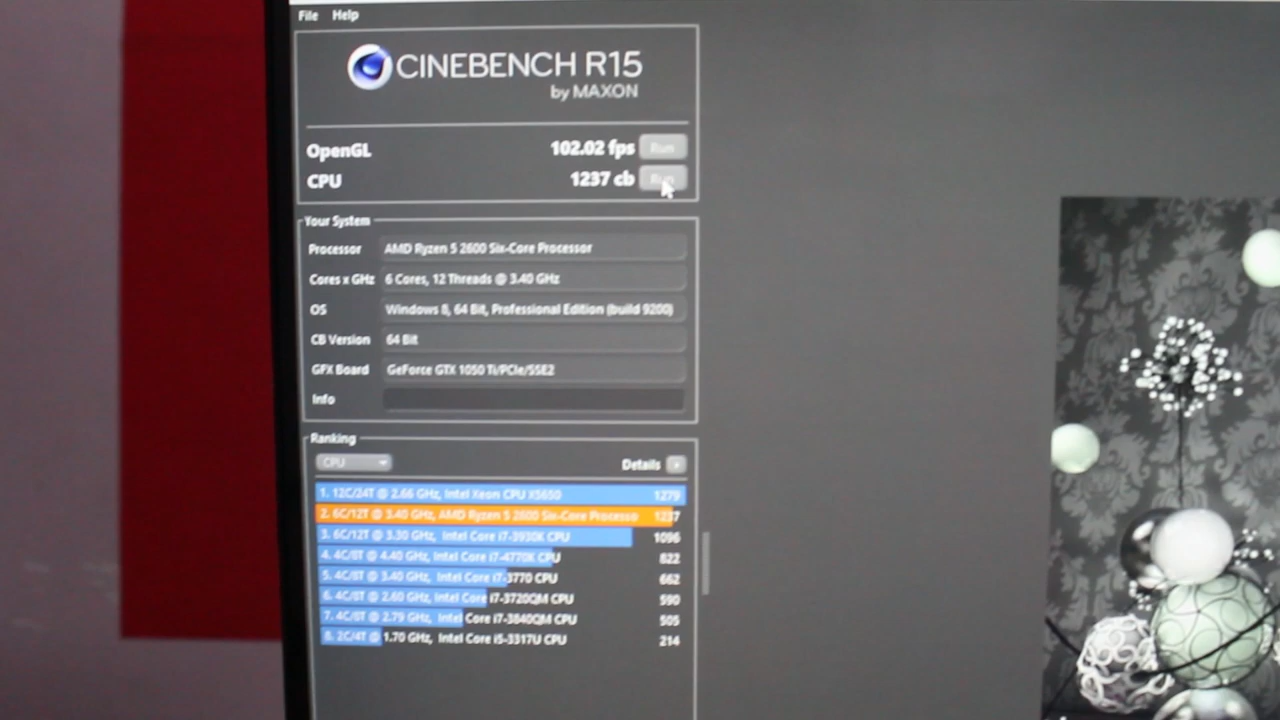 File Help
CINEBENCH R15
by MAXON
OpenGL 102.02 fps Run
CPU 1237 cb Run
Your System
Processor AMD Ryzen 5 2600 Six-Core Processor
Cores x GHz 6 Cores, 12 Threads @ 3.40 GHz
OS Windows 8, 64 Bit, Professional Edition (build 9200)
CB Version 64 Bit
GFX Board GeForce GTX 1050 Ti/PCIe/SSE2
Info
Ranking
CPU Details
1. 12C/24T @ 2.66 GHz, Intel Xeon CPU X5650 1279
2. 6C/12T @ 3.40 GHz, AMD Ryzen 5 2600 Six-Core Processo 1237
3. 6C/12T @ 3.30 GHz, Intel Core i7-3930K CPU 1096
4. 4C/8T @ 4.40 GHz, Intel Core i7-4770K CPU 822
5. 4C/8T @ 3.40 GHz, Intel Core i7-3770 CPU 662
6. 4C/8T @ 2.60 GHz, Intel Core i7-3720QM CPU 590
7. 4C/8T @ 2.79 GHz, Intel Core i7-3840QM CPU 505
8. 2C/4T @ 1.70 GHz, Intel Core i5-3317U CPU 214